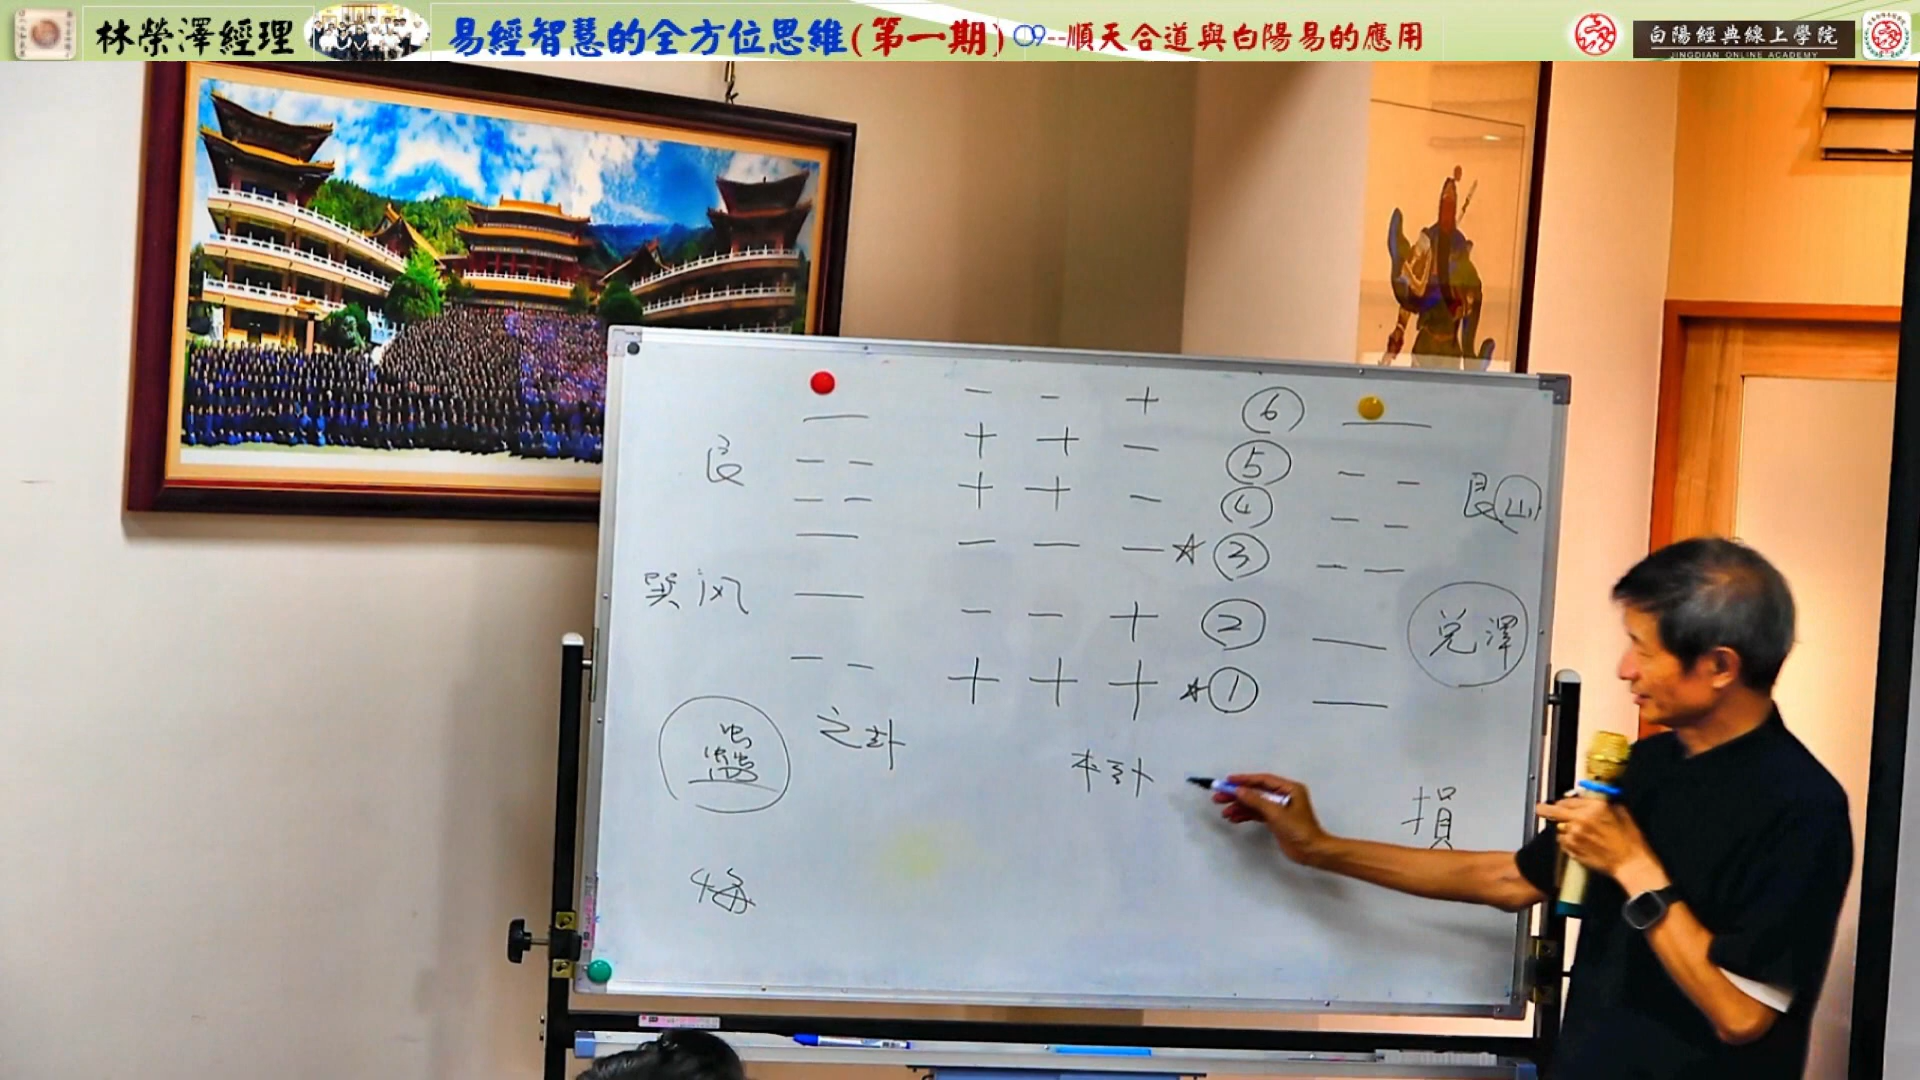 林榮澤經理 易經智慧的全方位思維(第一期)09--順天合道與白陽易的應用 白陽經典線上學院
JINGDIAN ONLINE ACADEMY
— — — + ⑥ —
艮 — — + + — ⑤ — — 艮山
— — + + — ④ — —
— — — — ☆ ③ — —
巽 风 — — — + ② — 兌澤
— — + + + ☆ ① —
蠱 之卦 本卦 損
悔